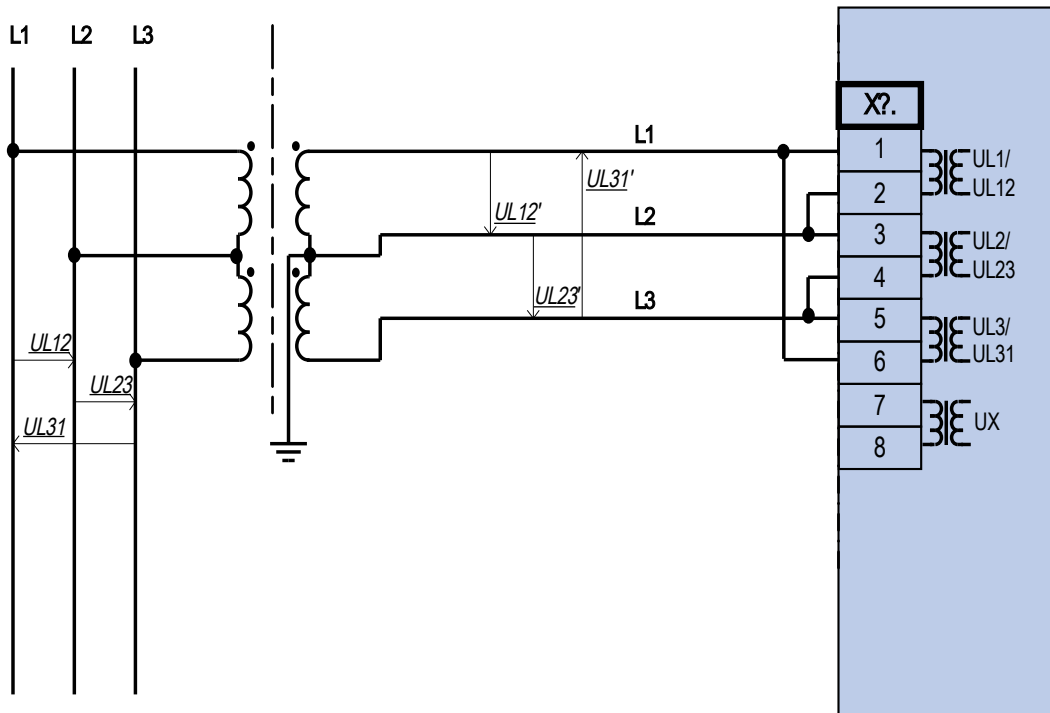 L1 L2 L3
X?.
L1
1
UL1/
UL12
UL31'
2
UL12'
L2
3
UL2/
UL23
4
UL23'
L3
5
UL3/
UL31
UL12
6
UL23
7
UX
UL31
8